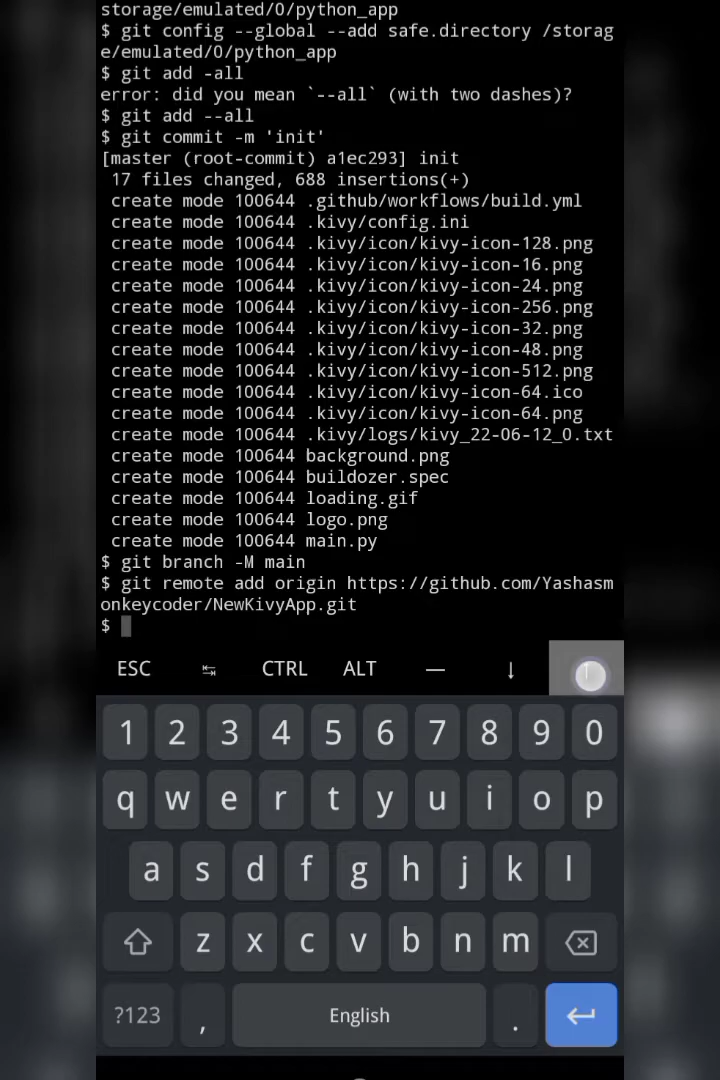 storage/emulated/0/python_app
$ git config --global --add safe.directory /storag
e/emulated/0/python_app
$ git add -all
error: did you mean `--all` (with two dashes)?
$ git add --all
$ git commit -m 'init'
[master (root-commit) a1ec293] init
 17 files changed, 688 insertions(+)
 create mode 100644 .github/workflows/build.yml
 create mode 100644 .kivy/config.ini
 create mode 100644 .kivy/icon/kivy-icon-128.png
 create mode 100644 .kivy/icon/kivy-icon-16.png
 create mode 100644 .kivy/icon/kivy-icon-24.png
 create mode 100644 .kivy/icon/kivy-icon-256.png
 create mode 100644 .kivy/icon/kivy-icon-32.png
 create mode 100644 .kivy/icon/kivy-icon-48.png
 create mode 100644 .kivy/icon/kivy-icon-512.png
 create mode 100644 .kivy/icon/kivy-icon-64.ico
 create mode 100644 .kivy/icon/kivy-icon-64.png
 create mode 100644 .kivy/logs/kivy_22-06-12_0.txt
 create mode 100644 background.png
 create mode 100644 buildozer.spec
 create mode 100644 loading.gif
 create mode 100644 logo.png
 create mode 100644 main.py
$ git branch -M main
$ git remote add origin https://github.com/Yashasm
onkeycoder/NewKivyApp.git
$
ESC ↹ CTRL ALT — ↓ ↑
1 2 3 4 5 6 7 8 9 0
q w e r t y u i o p
a s d f g h j k l
z x c v b n m
?123 , English .